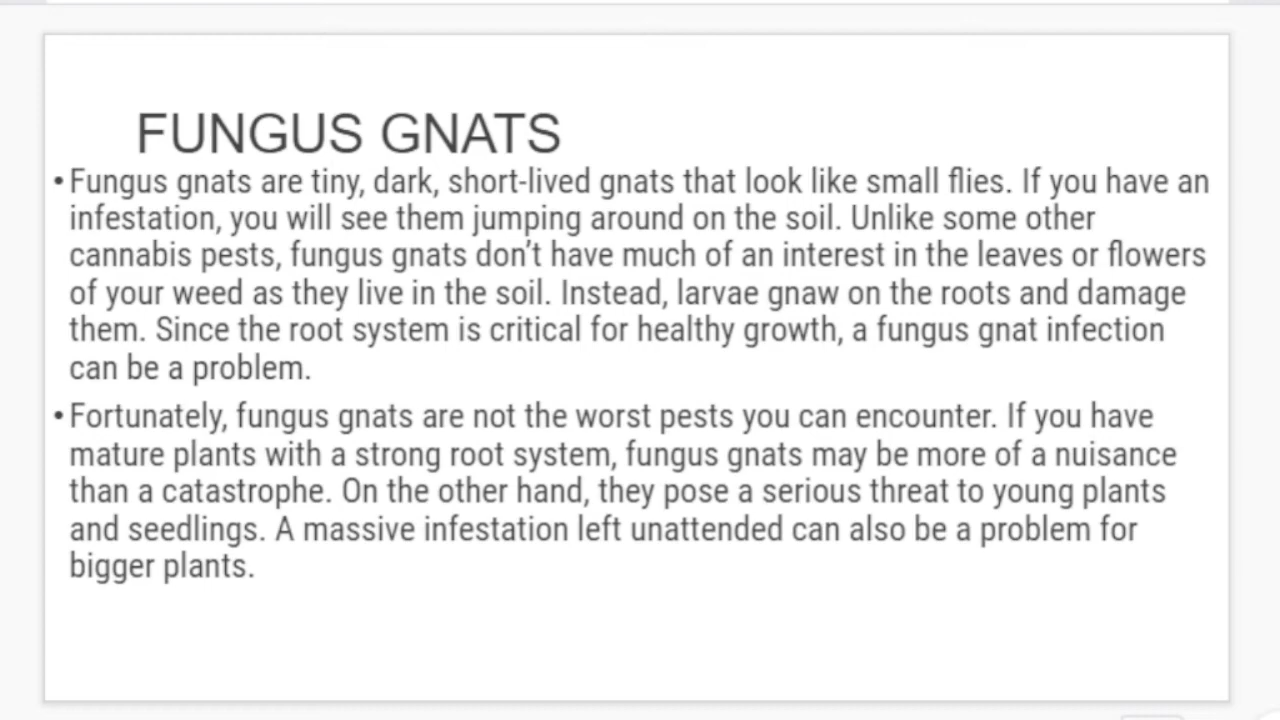 FUNGUS GNATS
•Fungus gnats are tiny, dark, short-lived gnats that look like small flies. If you have an
infestation, you will see them jumping around on the soil. Unlike some other
cannabis pests, fungus gnats don’t have much of an interest in the leaves or flowers
of your weed as they live in the soil. Instead, larvae gnaw on the roots and damage
them. Since the root system is critical for healthy growth, a fungus gnat infection
can be a problem.
•Fortunately, fungus gnats are not the worst pests you can encounter. If you have
mature plants with a strong root system, fungus gnats may be more of a nuisance
than a catastrophe. On the other hand, they pose a serious threat to young plants
and seedlings. A massive infestation left unattended can also be a problem for
bigger plants.